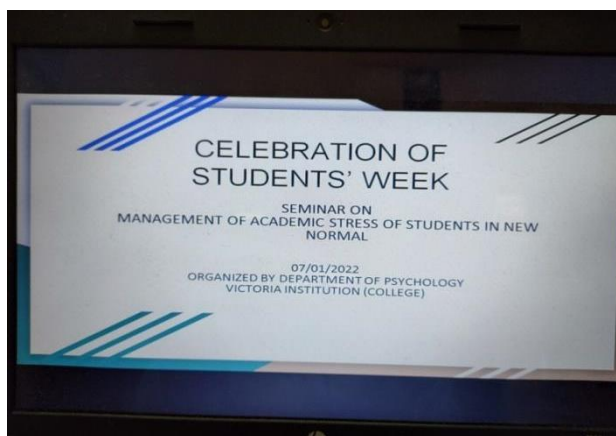 CELEBRATION OF
STUDENTS' WEEK
SEMINAR ON
MANAGEMENT OF ACADEMIC STRESS OF STUDENTS IN NEW
NORMAL
07/01/2022
ORGANIZED BY DEPARTMENT OF PSYCHOLOGY
VICTORIA INSTITUTION (COLLEGE)